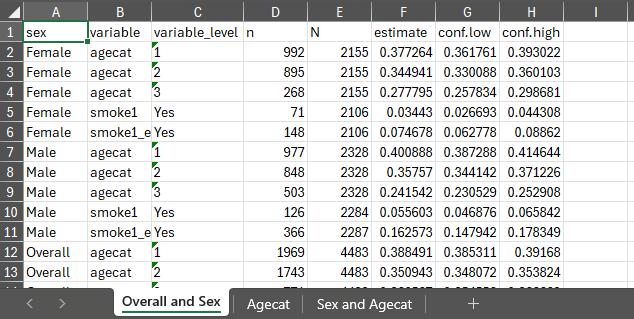 A B C D E F G H I
1 sex variable variable_level n N estimate conf.low conf.high
2 Female agecat 1 992 2155 0.377264 0.361761 0.393022
3 Female agecat 2 895 2155 0.344941 0.330088 0.360103
4 Female agecat 3 268 2155 0.277795 0.257834 0.298681
5 Female smoke1 Yes 71 2106 0.03443 0.026693 0.044308
6 Female smoke1_e Yes 148 2106 0.074678 0.062778 0.08862
7 Male agecat 1 977 2328 0.400888 0.387288 0.414644
8 Male agecat 2 848 2328 0.35757 0.344142 0.371226
9 Male agecat 3 503 2328 0.241542 0.230529 0.252908
10 Male smoke1 Yes 126 2284 0.055603 0.046876 0.065842
11 Male smoke1_e Yes 366 2287 0.162573 0.147942 0.178349
12 Overall agecat 1 1969 4483 0.388491 0.385311 0.39168
13 Overall agecat 2 1743 4483 0.350943 0.348072 0.353824
Overall and Sex Agecat Sex and Agecat